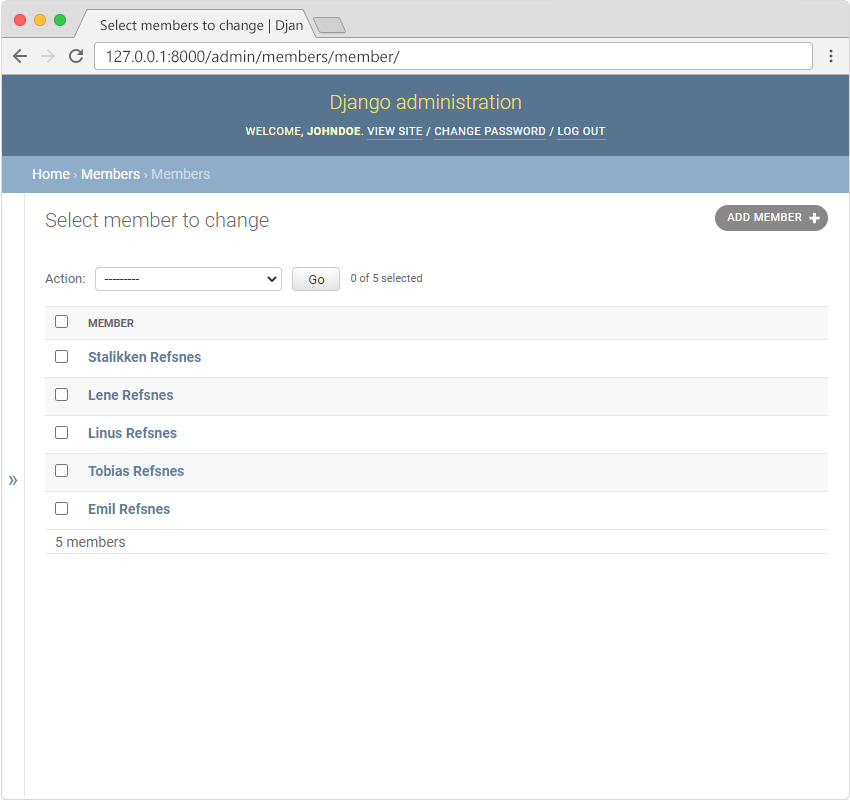 Select members to change | Djan
127.0.0.1:8000/admin/members/member/
Django administration
WELCOME, JOHNDOE. VIEW SITE / CHANGE PASSWORD / LOG OUT
Home › Members › Members
Select member to change
ADD MEMBER +
Action: --------- Go 0 of 5 selected
MEMBER
Stalikken Refsnes
Lene Refsnes
Linus Refsnes
Tobias Refsnes
»
Emil Refsnes
5 members